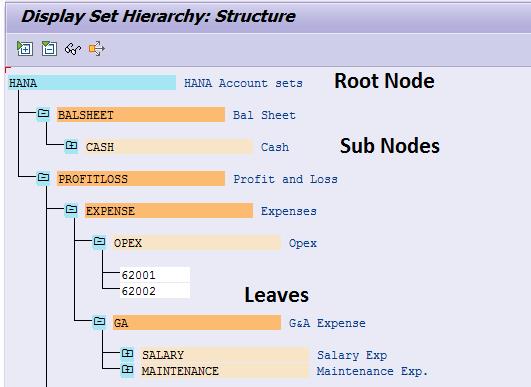 Display Set Hierarchy: Structure
HANA HANA Account sets Root Node
BALSHEET Bal Sheet
CASH Cash Sub Nodes
PROFITLOSS Profit and Loss
EXPENSE Expenses
OPEX Opex
62001
62002
Leaves
GA G&A Expense
SALARY Salary Exp
MAINTENANCE Maintenance Exp.